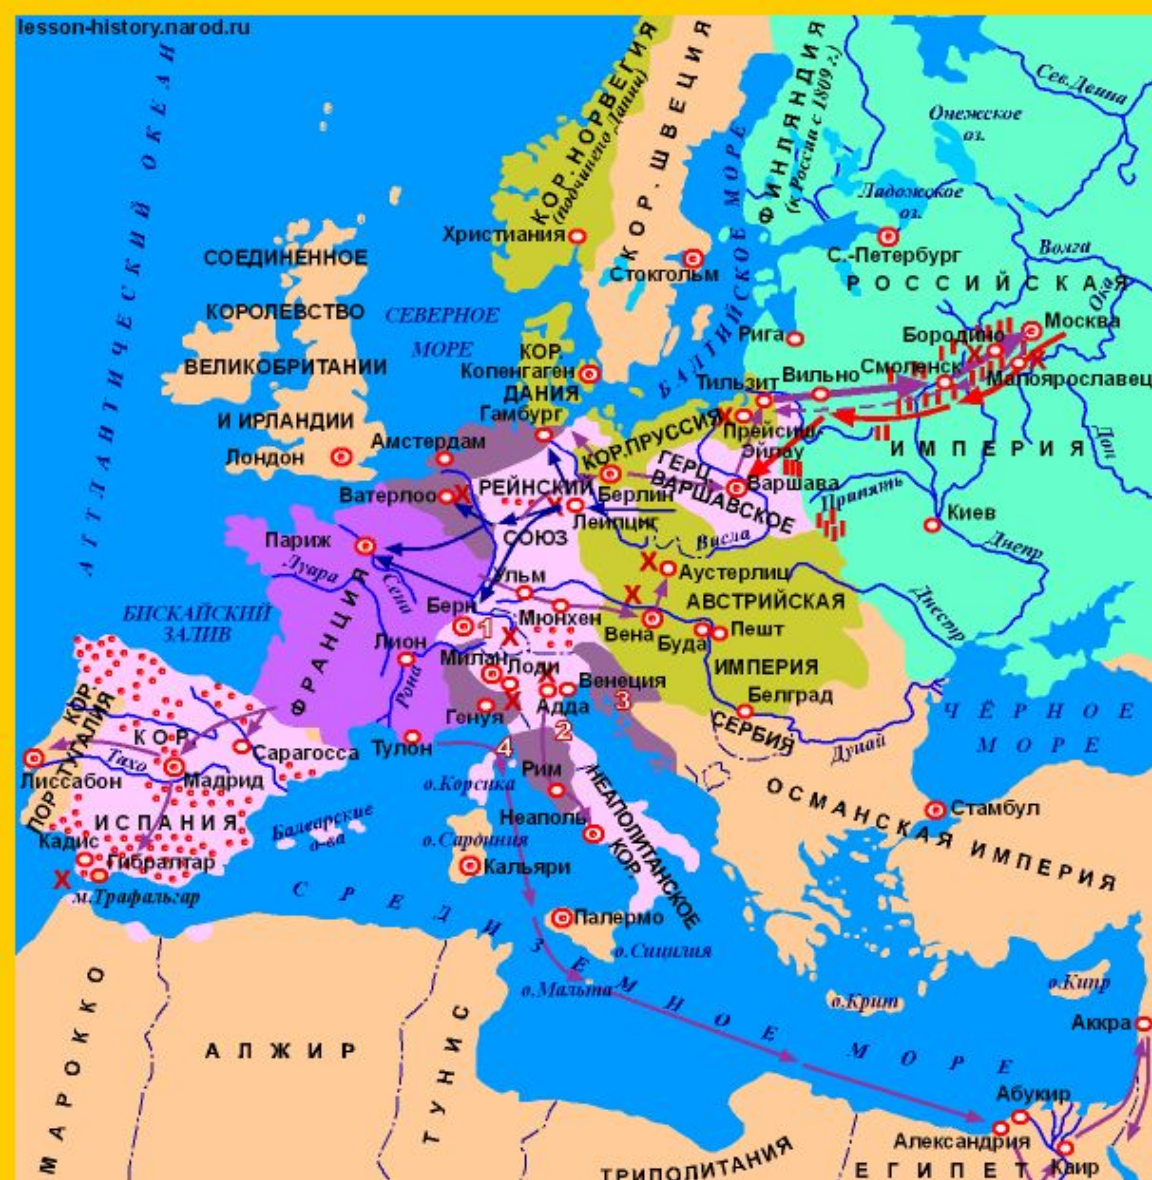 lesson-history.narod.ru
АТЛАНТИЧЕСКИЙ ОКЕАН
КОР. НОРВЕГИЯ
(подчинено Дании)
КОР. ШВЕЦИЯ
ФИНЛЯНДИЯ
(к России с 1809 г.)
Сев.Двина
Онежское
оз.
Ладожское
оз.
Христиания
Стокгольм
С.-Петербург
Волга
РОССИЙСКАЯ
Ока
СОЕДИНЕННОЕ
КОРОЛЕВСТВО
ВЕЛИКОБРИТАНИИ
И ИРЛАНДИИ
Лондон
СЕВЕРНОЕ
МОРЕ
БАЛТИЙСКОЕ МОРЕ
КОР.
ДАНИЯ
Копенгаген
Рига
Бородино
Москва
Смоленск
Малоярославец
Тильзит
Вильно
Гамбург
Амстердам
КОР.ПРУССИЯ
Прейсиш-
Эйлау
ИМПЕРИЯ
Дон
Ватерлоо
РЕЙНСКИЙ
СОЮЗ
Берлин
Лейпциг
ГЕРЦ.
ВАРШАВСКОЕ
Варшава
Висла
Припять
Киев
Днепр
Днестр
Париж
Луара
Сена
ФРАНЦИЯ
Ульм
Аустерлиц
АВСТРИЙСКАЯ
ИМПЕРИЯ
БИСКАЙСКИЙ
ЗАЛИВ
Берн
1
Мюнхен
Вена
Буда
Пешт
Лион
Рона
Милан
Лоди
Венеция
3
Адда
2
Генуя
Белград
СЕРБИЯ
Дунай
ЧЁРНОЕ
МОРЕ
КОР.
ПОРТУГАЛИЯ
КОР.
ИСПАНИЯ
Сарагосса
Тулон
4
Лиссабон
Тахо
Мадрид
о.Корсика
Рим
Неаполь
НЕАПОЛИТАНСКОЕ
КОР.
ОСМАНСКАЯ ИМПЕРИЯ
Стамбул
Балеарские
о-ва
о.Сардиния
Кальяри
Кадис
Гибралтар
м.Трафальгар
Палермо
о.Сицилия
о.Мальта
СРЕДИЗЕМНОЕ МОРЕ
о.Крит
о.Кипр
Аккра
МАРОККО
АЛЖИР
ТУНИС
ТРИПОЛИТАНИЯ
Абукир
Александрия
Каир
ЕГИПЕТ